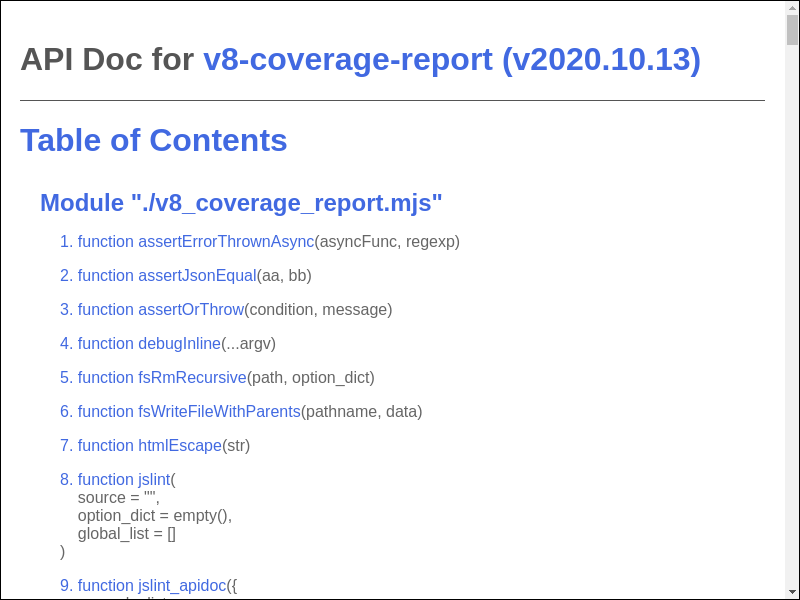 API Doc for v8-coverage-report (v2020.10.13)
Table of Contents
Module "./v8_coverage_report.mjs"
1. function assertErrorThrownAsync(asyncFunc, regexp)
2. function assertJsonEqual(aa, bb)
3. function assertOrThrow(condition, message)
4. function debugInline(...argv)
5. function fsRmRecursive(path, option_dict)
6. function fsWriteFileWithParents(pathname, data)
7. function htmlEscape(str)
8. function jslint(
source = "",
option_dict = empty(),
global_list = []
)
9. function jslint_apidoc({